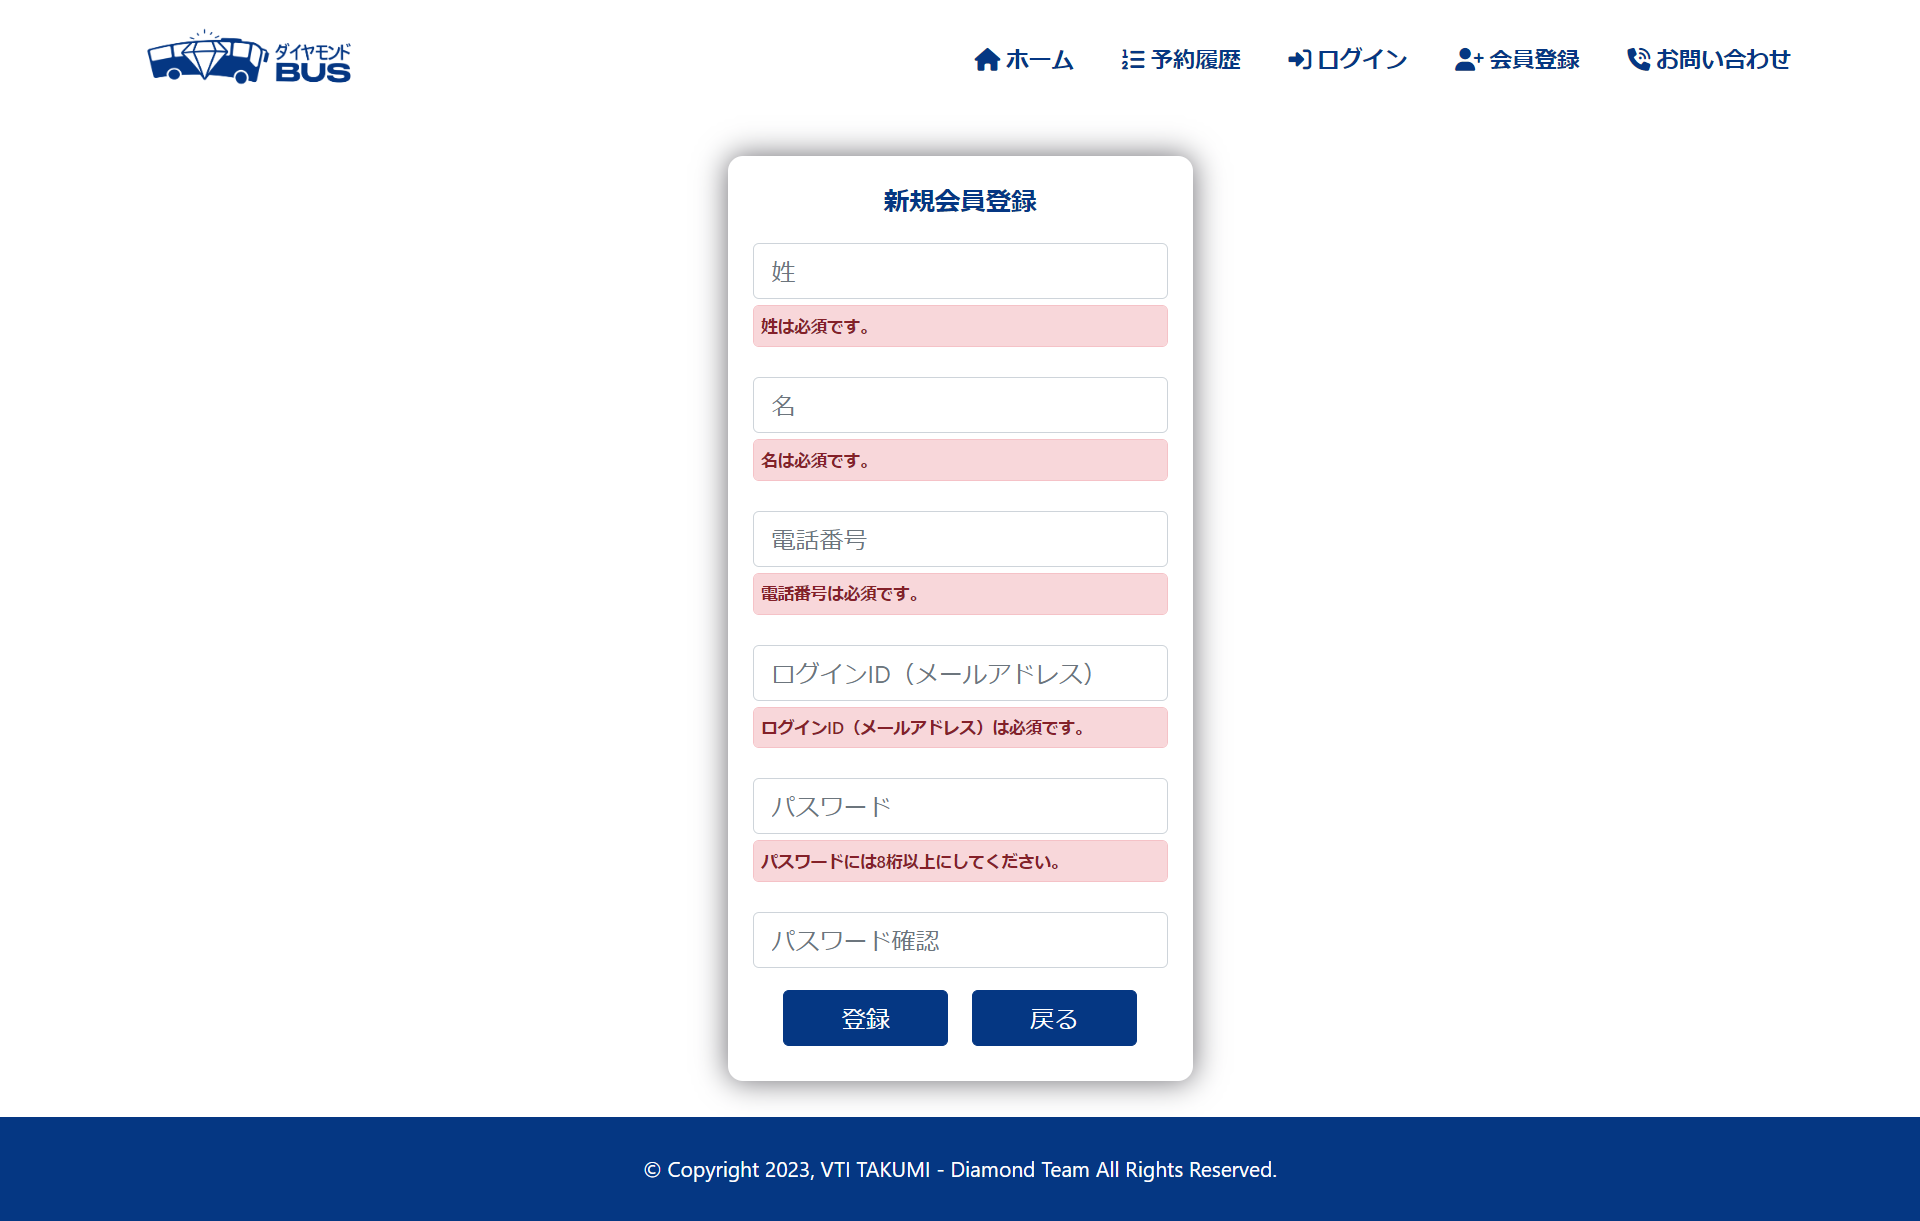 ダイヤモンド
BUS
ホーム 予約履歴 ログイン 会員登録 お問い合わせ
新規会員登録
姓
姓は必須です。
名
名は必須です。
電話番号
電話番号は必須です。
ログインID（メールアドレス）
ログインID（メールアドレス）は必須です。
パスワード
パスワードには8桁以上にしてください。
パスワード確認
登録 戻る
© Copyright 2023, VTI TAKUMI - Diamond Team All Rights Reserved.